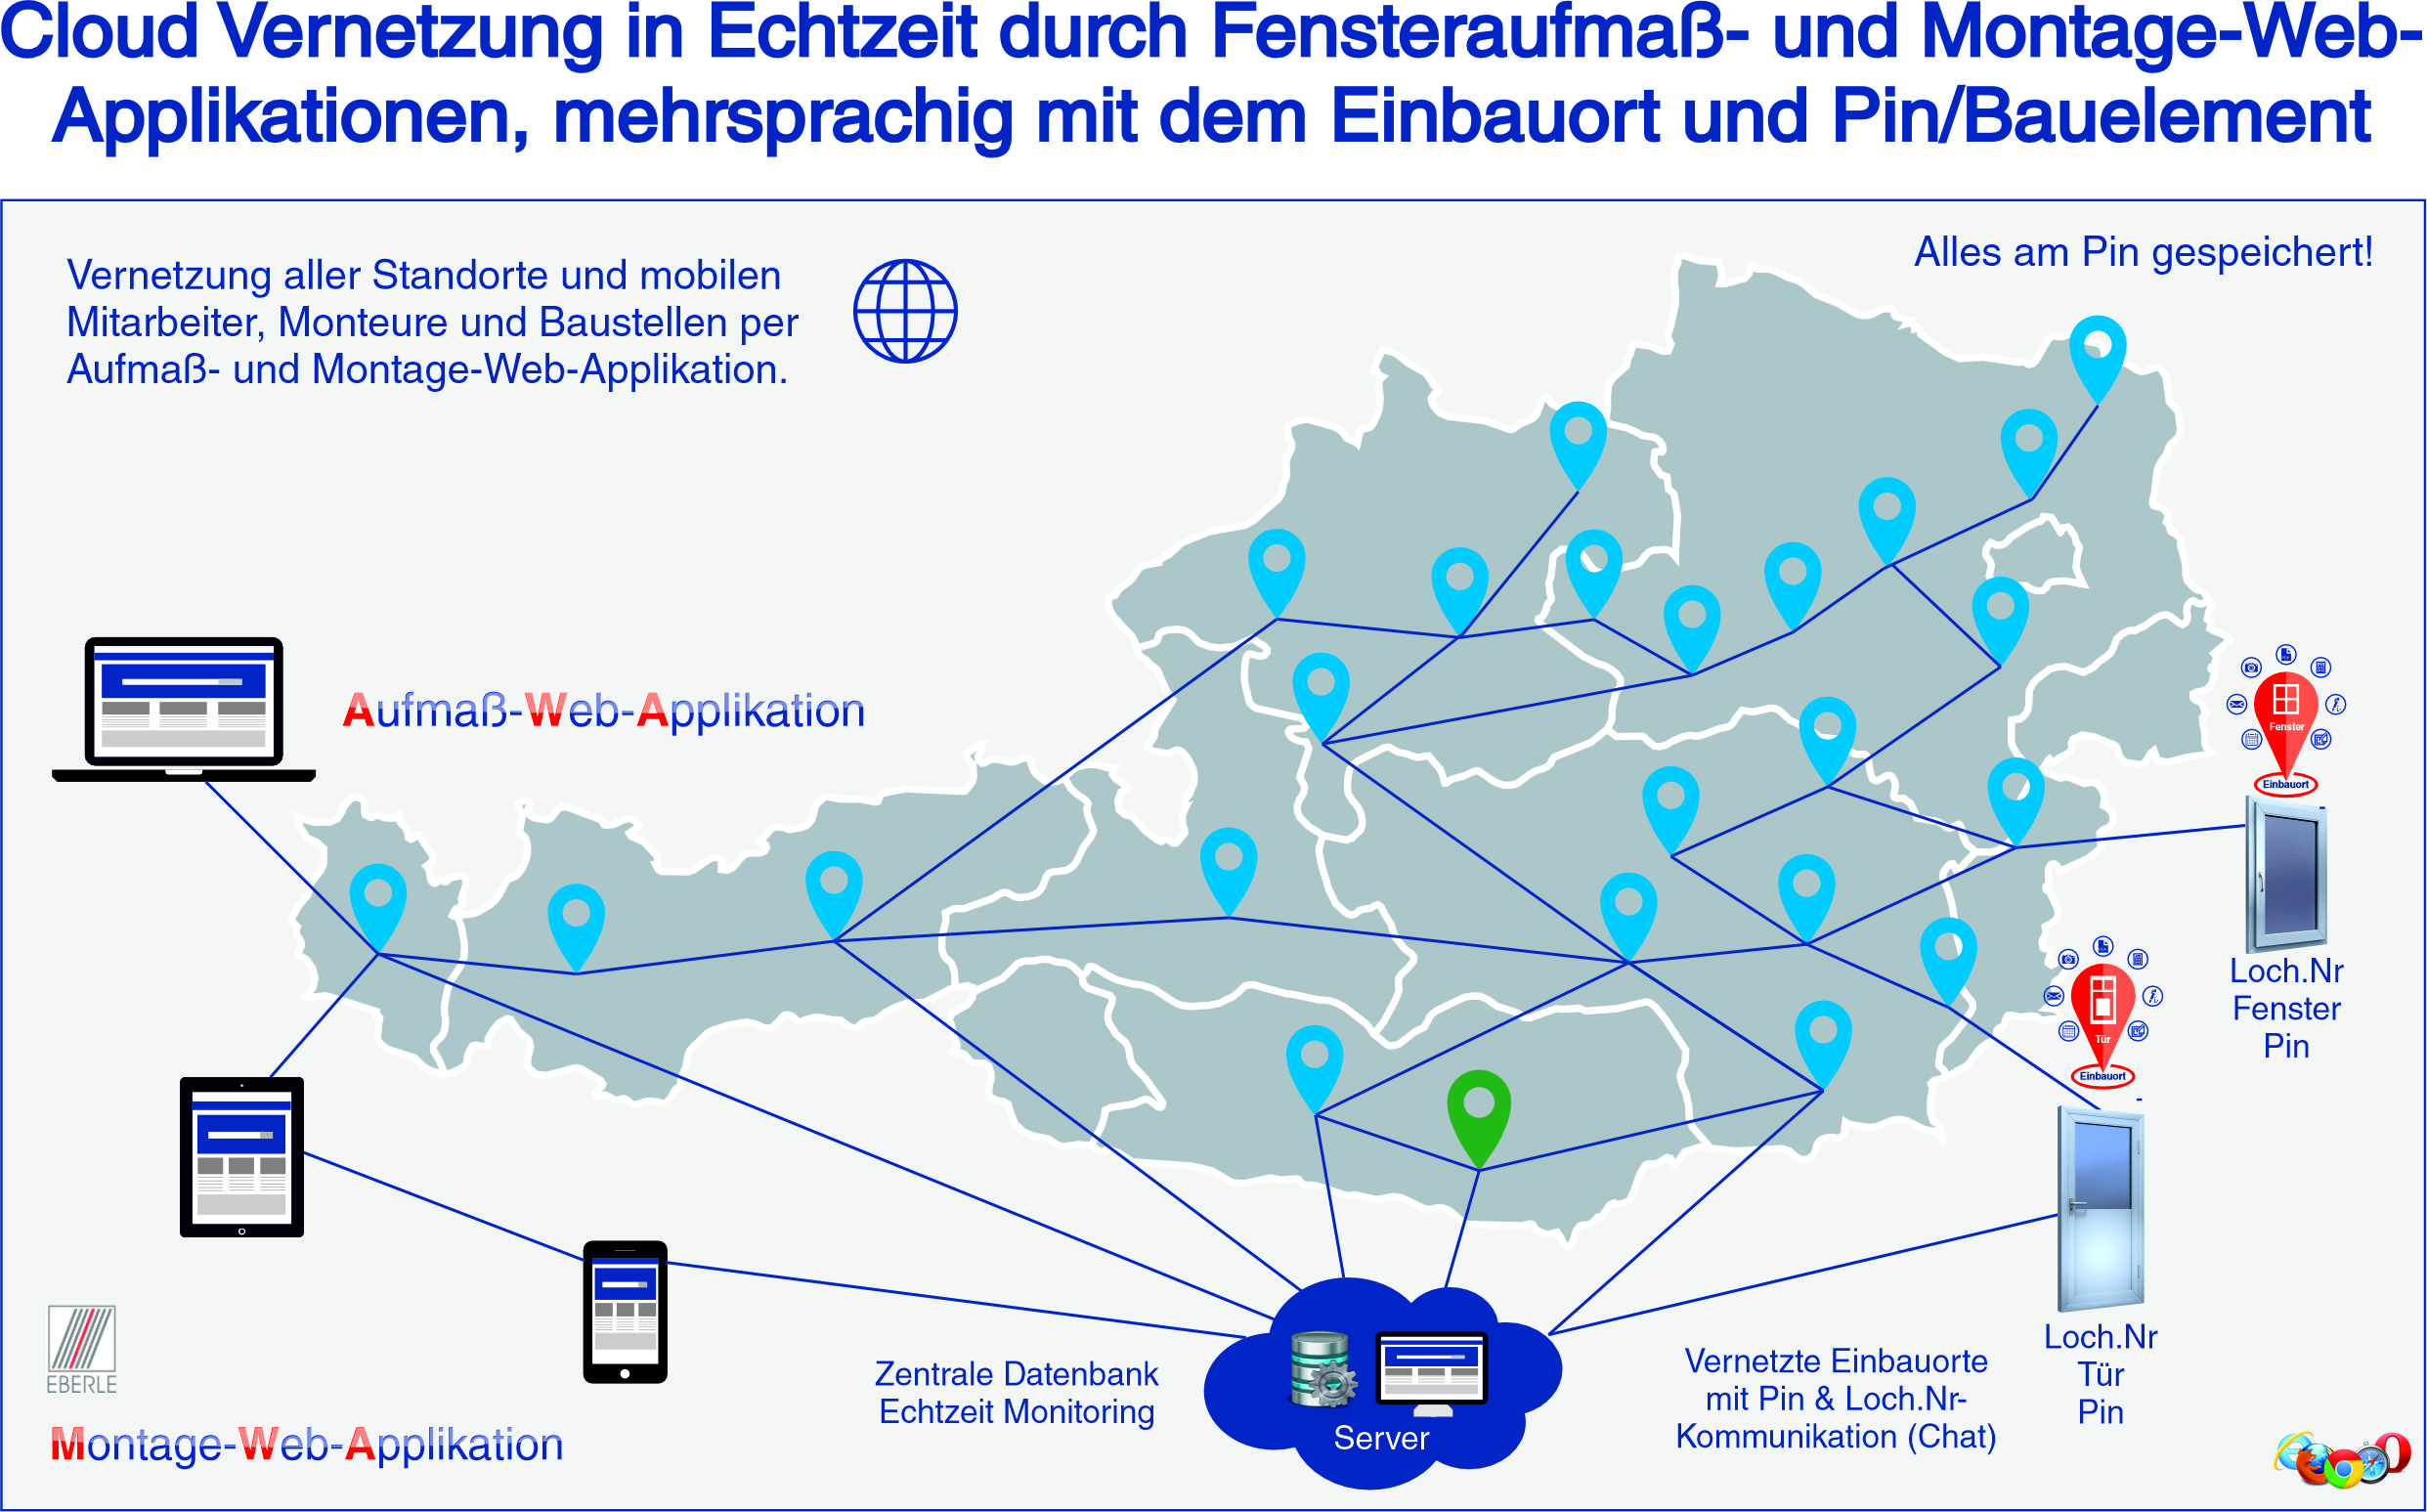 Cloud Vernetzung in Echtzeit durch Fensteraufmaß- und Montage-Web-
Applikationen, mehrsprachig mit dem Einbauort und Pin/Bauelement
Vernetzung aller Standorte und mobilen
Mitarbeiter, Monteure und Baustellen per
Aufmaß- und Montage-Web-Applikation.
Alles am Pin gespeichert!
Aufmaß-Web-Applikation
Fenster
Einbauort
Loch.Nr
Fenster
Pin
Tür
Einbauort
Loch.Nr
Tür
Pin
EBERLE
Montage-Web-Applikation
Zentrale Datenbank
Echtzeit Monitoring
Server
Vernetzte Einbauorte
mit Pin & Loch.Nr-
Kommunikation (Chat)